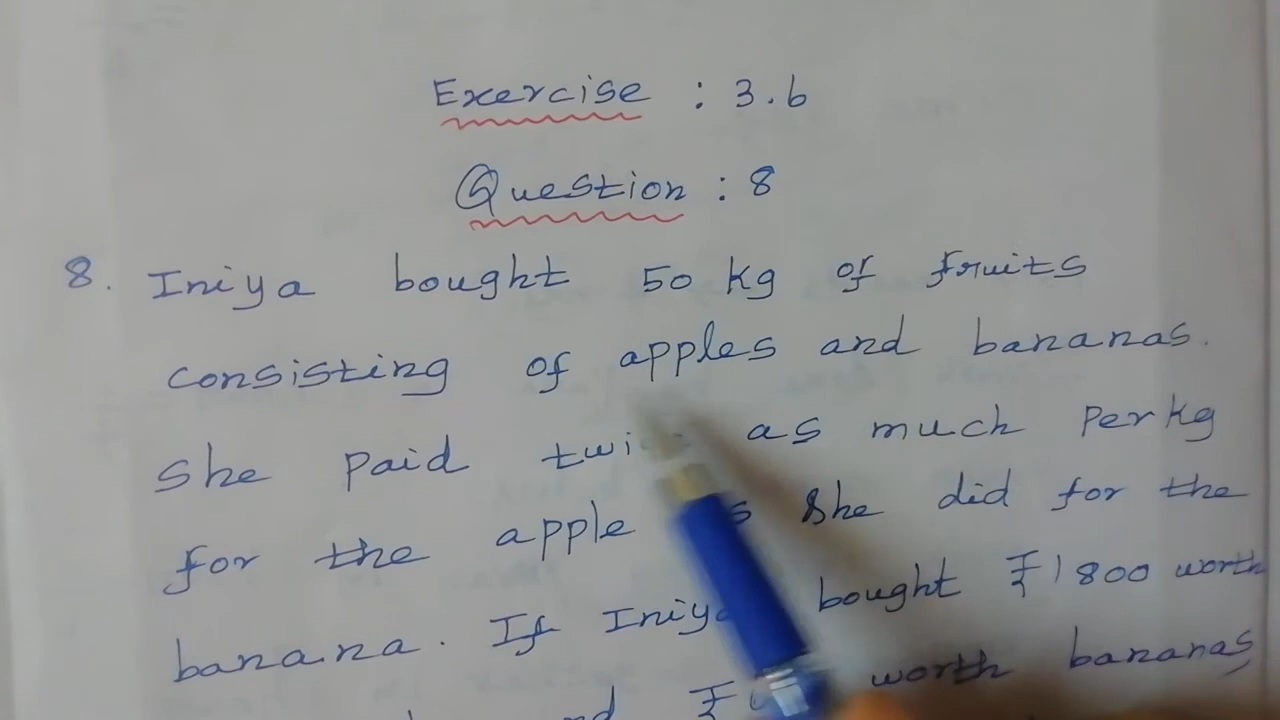 Exercise : 3.6
Question : 8
8. Iniya bought 50 kg of fruits
consisting of apples and bananas.
She paid as much per kg
for the apple she did for the
banana. If Iniya bought ₹1800 worth
worth bananas